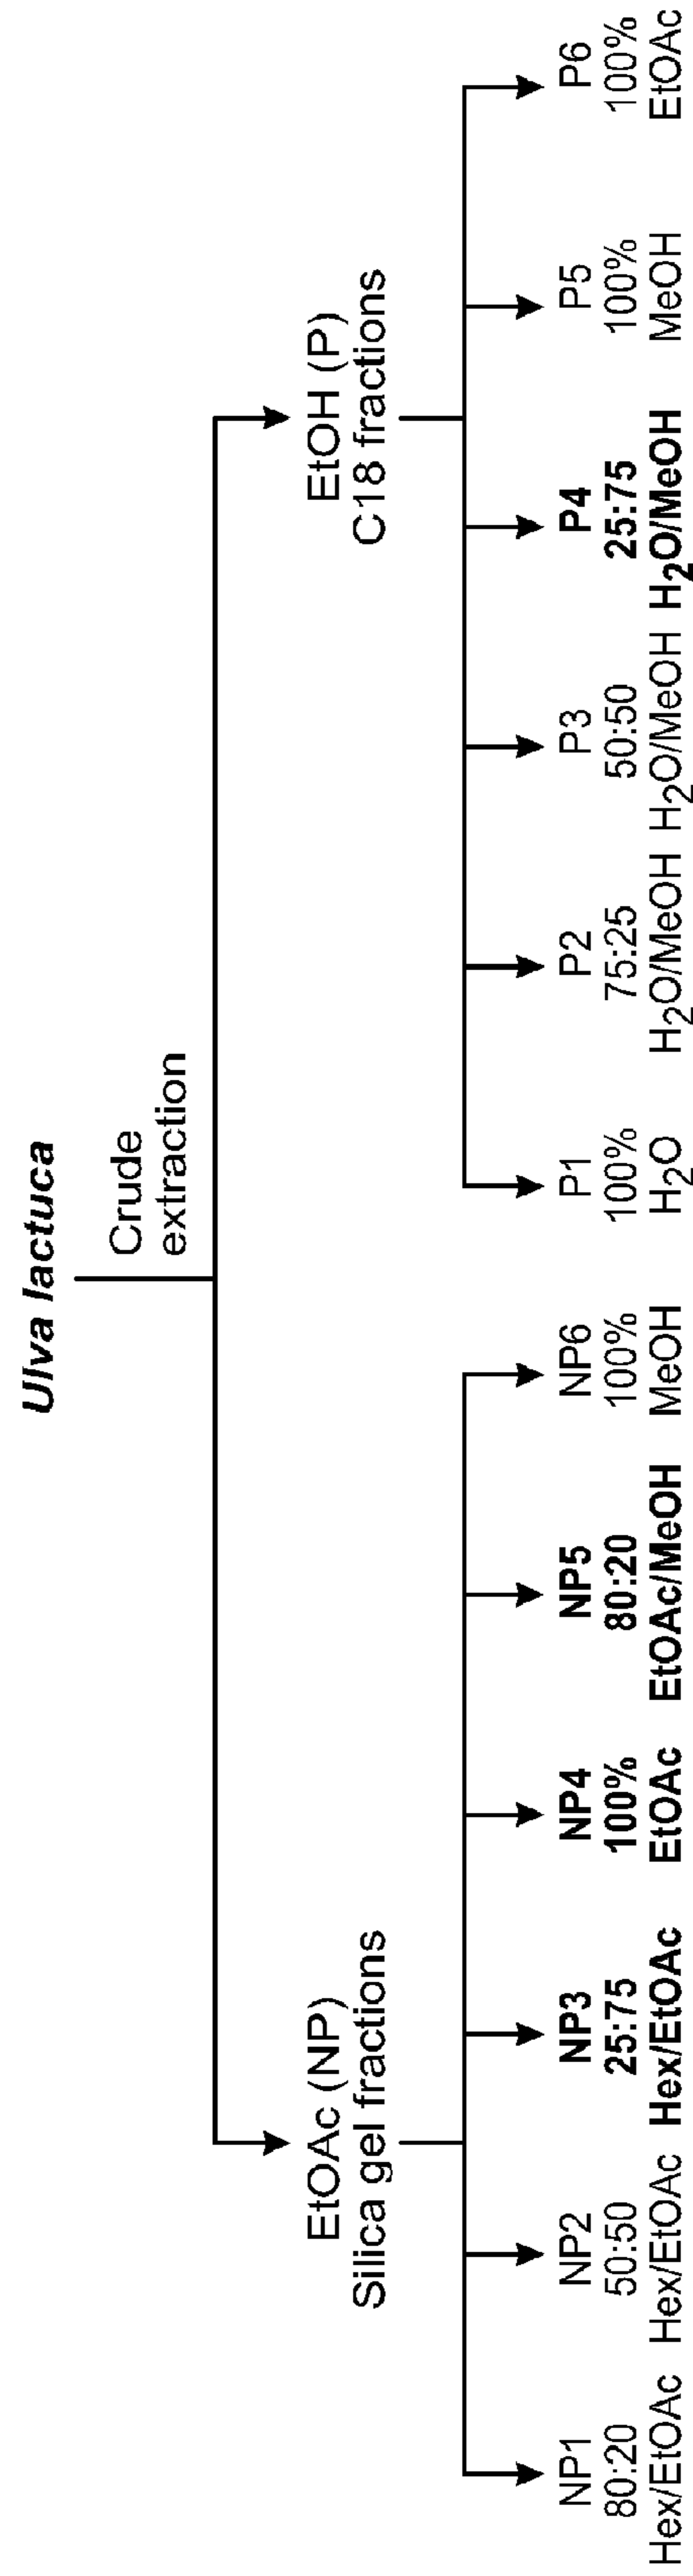 Ulva lactuca
Crude
extraction
EtOAc (NP)
Silica gel fractions
EtOH (P)
C18 fractions
NP1
80:20
Hex/EtOAc
NP2
50:50
Hex/EtOAc
NP3
25:75
Hex/EtOAc
NP4
100%
EtOAc
NP5
80:20
EtOAc/MeOH
NP6
100%
MeOH
P1
100%
H₂O
P2
75:25
H₂O/MeOH
P3
50:50
H₂O/MeOH
P4
25:75
H₂O/MeOH
P5
100%
MeOH
P6
100%
EtOAc